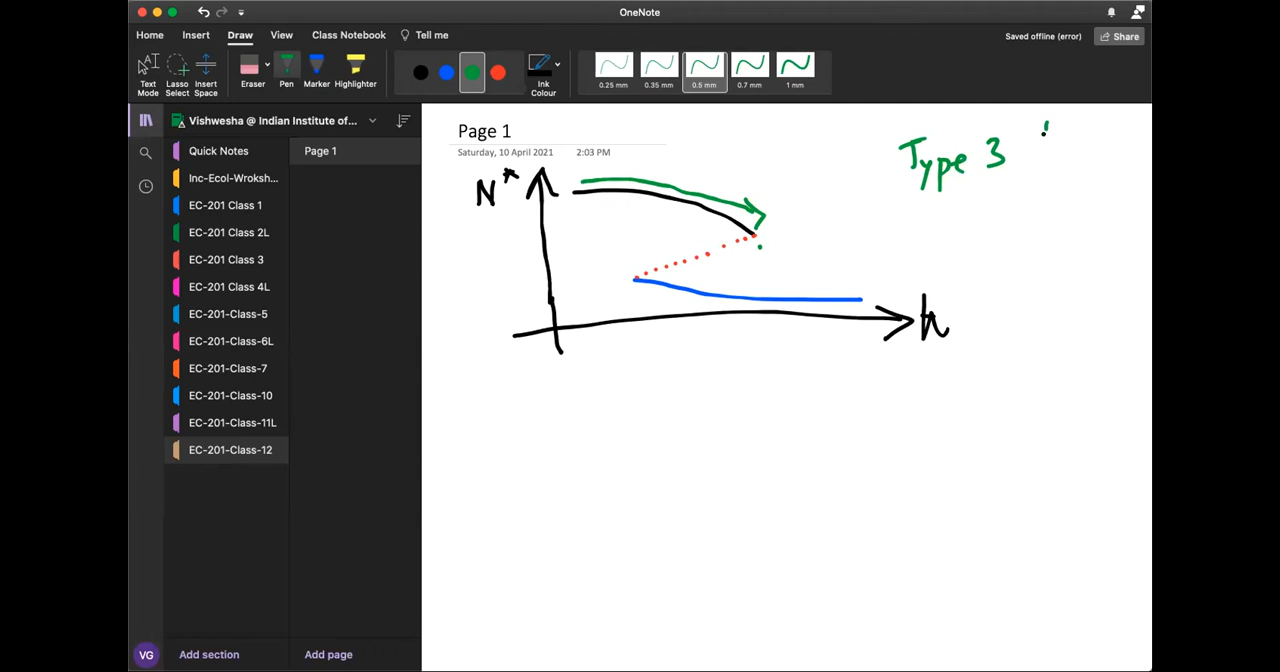 OneNote
Home Insert Draw View Class Notebook Tell me
Saved offline (error) Share
Text Mode
Lasso Select
Insert Space
Eraser
Pen
Marker
Highlighter
Ink Colour
0.25 mm 0.35 mm 0.5 mm 0.7 mm 1 mm
Vishwesha @ Indian Institute of...
Quick Notes
Inc-Ecol-Wroksh...
EC-201 Class 1
EC-201 Class 2L
EC-201 Class 3
EC-201 Class 4L
EC-201-Class-5
EC-201-Class-6L
EC-201-Class-7
EC-201-Class-10
EC-201-Class-11L
EC-201-Class-12
Page 1
Page 1
Saturday, 10 April 2021 2:03 PM
Type 3
N*
h
VG
Add section
Add page